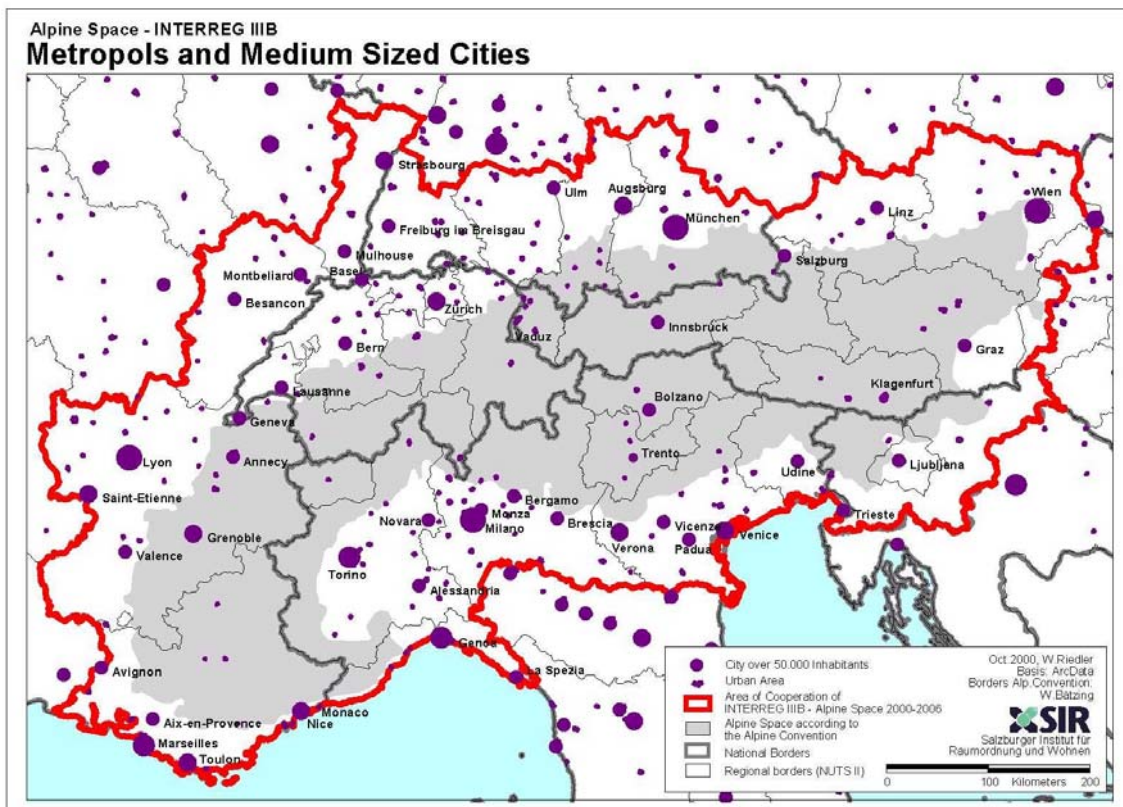 Alpine Space - INTERREG IIIB
Metropols and Medium Sized Cities
Strasbourg
Ulm
Augsburg
Wien
München
Linz
Freiburg im Breisgau
Mulhouse
Salzburg
Montbeliard
Basel
Besancon
Zürich
Innsbruck
Vaduz
Bern
Graz
Lausanne
Klagenfurt
Bolzano
Geneva
Annecy
Trento
Lyon
Udine
Ljubljena
Saint-Etienne
Bergamo
Monza
Novara
Milano
Brescia
Trieste
Vicenze
Venice
Grenoble
Verona
Padua
Valence
Torino
Alessandria
Genoa
La Spezia
Avignon
Monaco
Nice
Aix-en-Provence
Marseilles
Toulon
City over 50.000 Inhabitants
Urban Area
Area of Cooperation of
INTERREG IIIB - Alpine Space 2000-2006
Alpine Space according to
the Alpine Convention
National Borders
Regional borders (NUTS II)
Oct.2000, W.Riedler
Basis: ArcData
Borders Alp.Convention:
W.Bätzing
SIR
Salzburger Institut für
Raumordnung und Wohnen
0 100 Kilometers 200